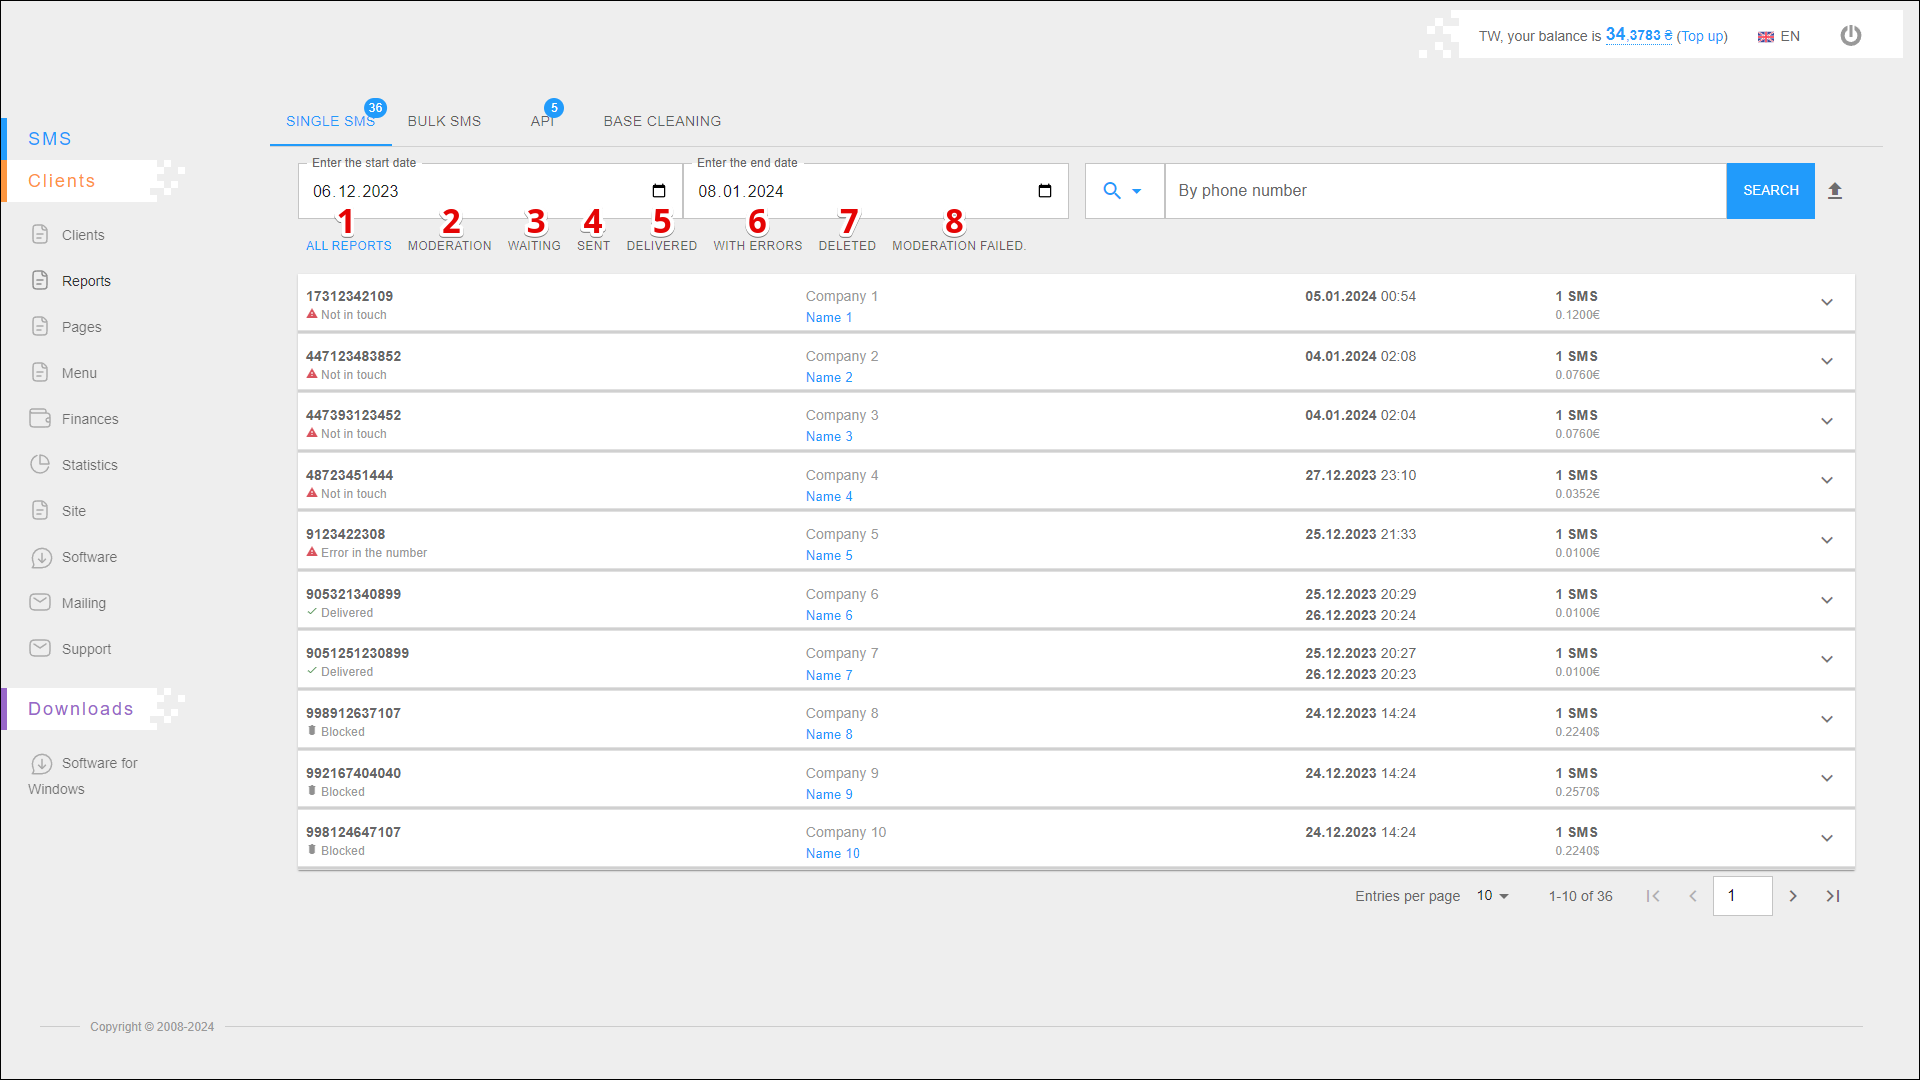 TW, your balance is 34,3783 ₴ (Top up) EN
36 5
SINGLE SMS BULK SMS API BASE CLEANING
SMS
Clients
Clients
Reports
Pages
Menu
Finances
Statistics
Site
Software
Mailing
Support
Downloads
Software for
Windows
Enter the start date Enter the end date
06.12.2023 08.01.2024 By phone number SEARCH
1 2 3 4 5 6 7 8
ALL REPORTS MODERATION WAITING SENT DELIVERED WITH ERRORS DELETED MODERATION FAILED.
17312342109 Company 1 05.01.2024 00:54 1 SMS
Not in touch Name 1 0.1200€
447123483852 Company 2 04.01.2024 02:08 1 SMS
Not in touch Name 2 0.0760€
447393123452 Company 3 04.01.2024 02:04 1 SMS
Not in touch Name 3 0.0760€
48723451444 Company 4 27.12.2023 23:10 1 SMS
Not in touch Name 4 0.0352€
9123422308 Company 5 25.12.2023 21:33 1 SMS
Error in the number Name 5 0.0100€
905321340899 Company 6 25.12.2023 20:29 1 SMS
Delivered Name 6 26.12.2023 20:24 0.0100€
9051251230899 Company 7 25.12.2023 20:27 1 SMS
Delivered Name 7 26.12.2023 20:23 0.0100€
998912637107 Company 8 24.12.2023 14:24 1 SMS
Blocked Name 8 0.2240$
992167404040 Company 9 24.12.2023 14:24 1 SMS
Blocked Name 9 0.2570$
998124647107 Company 10 24.12.2023 14:24 1 SMS
Blocked Name 10 0.2240$
Entries per page 10 1-10 of 36 1
Copyright © 2008-2024